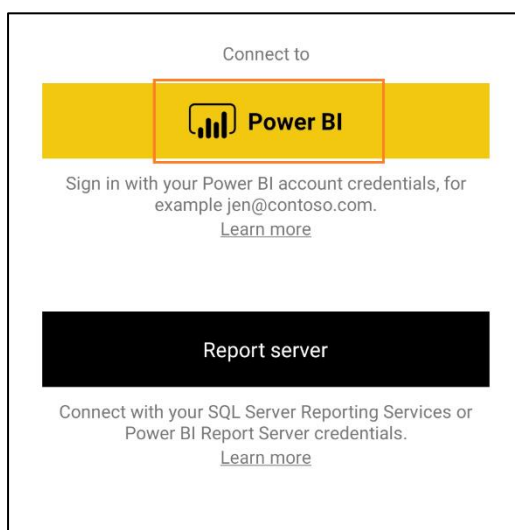 Connect to
Power BI
Sign in with your Power BI account credentials, for
example jen@contoso.com.
Learn more
Report server
Connect with your SQL Server Reporting Services or
Power BI Report Server credentials.
Learn more